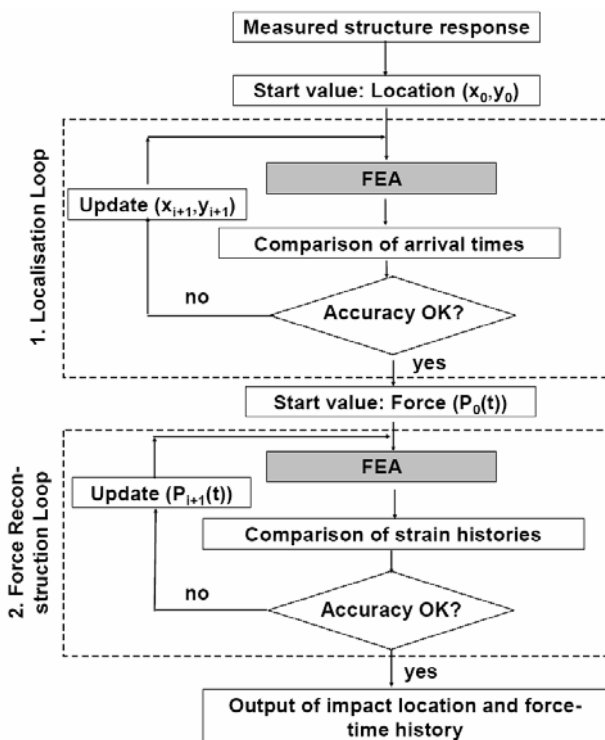 Measured structure response
Start value: Location (x₀,y₀)
1. Localisation Loop
FEA
Update (xᵢ₊₁,yᵢ₊₁)
Comparison of arrival times
no
Accuracy OK?
yes
Start value: Force (P₀(t))
2. Force Recon-
struction Loop
FEA
Update (Pᵢ₊₁(t))
Comparison of strain histories
no
Accuracy OK?
yes
Output of impact location and force-
time history